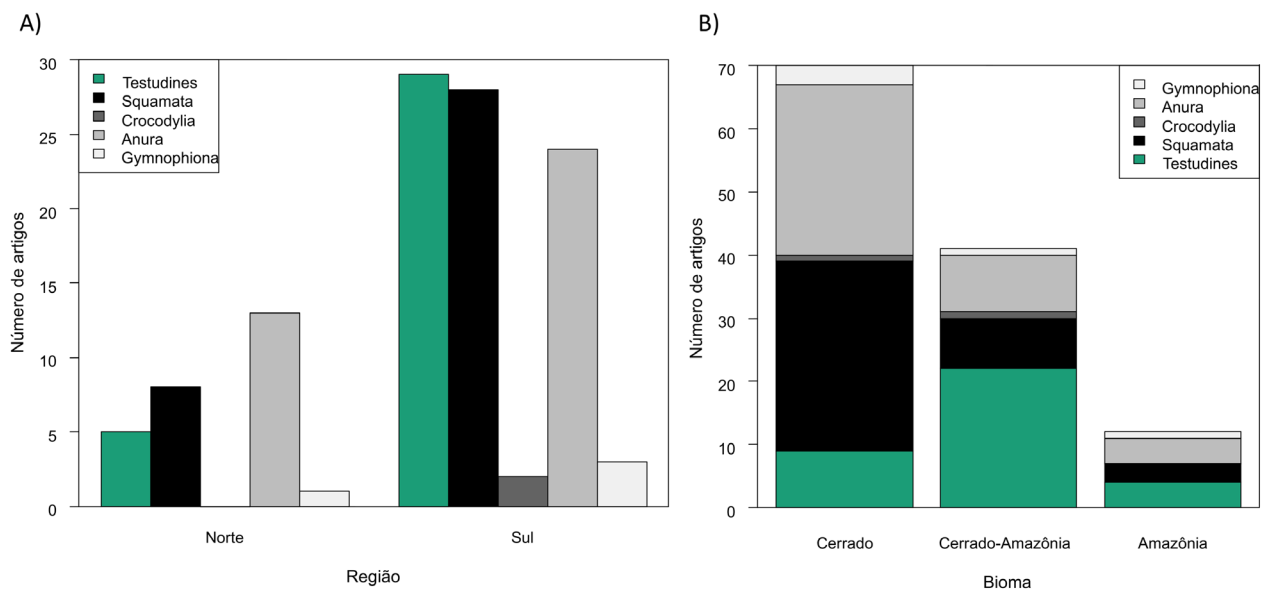 A)
30
25
20
15
10
5
0
Número de artigos
Testudines
Squamata
Crocodylia
Anura
Gymnophiona
Norte
Sul
Região
B)
70
60
50
40
30
20
10
0
Número de artigos
Gymnophiona
Anura
Crocodylia
Squamata
Testudines
Cerrado
Cerrado-Amazônia
Amazônia
Bioma